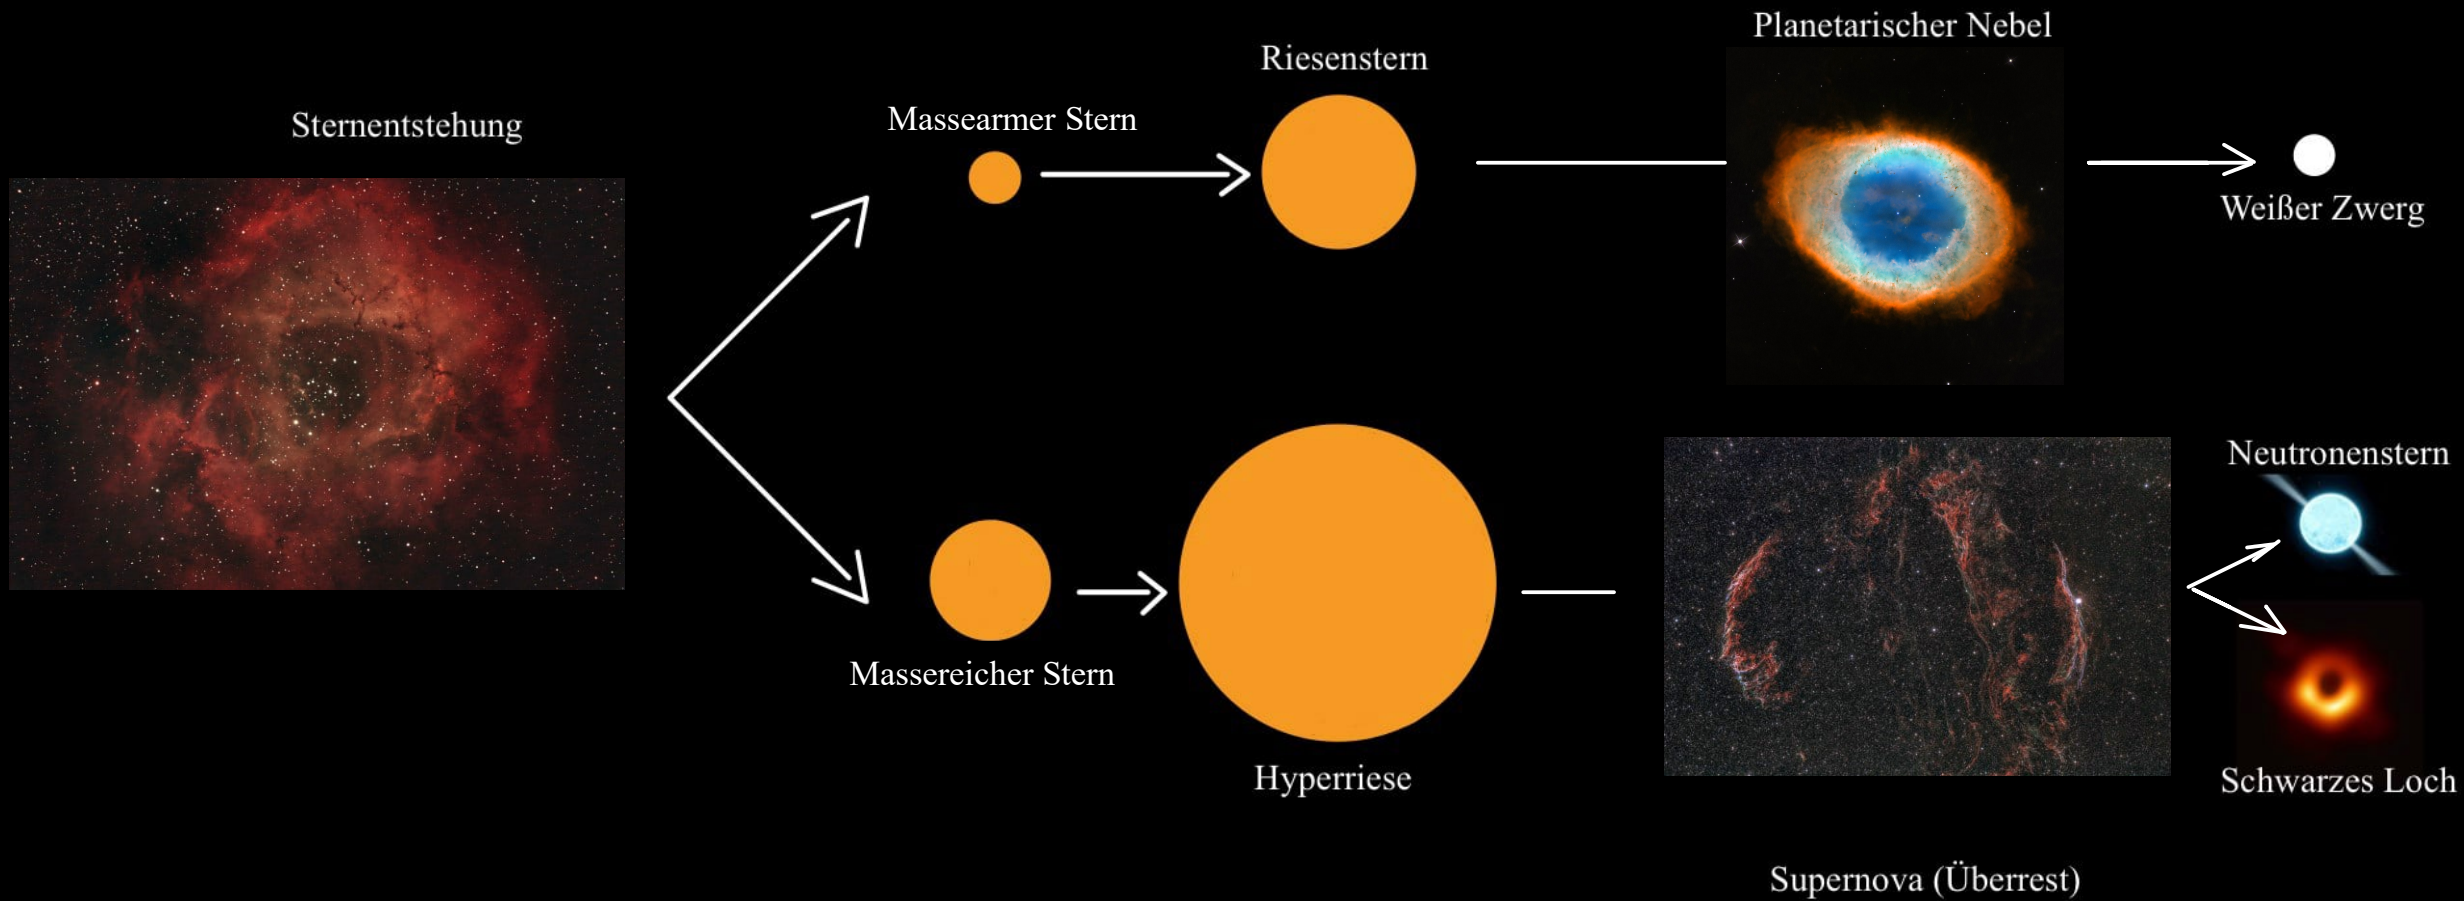 Sternentstehung
Massearmer Stern
Riesenstern
Planetarischer Nebel
Weißer Zwerg
Massereicher Stern
Hyperriese
Supernova (Überrest)
Neutronenstern
Schwarzes Loch